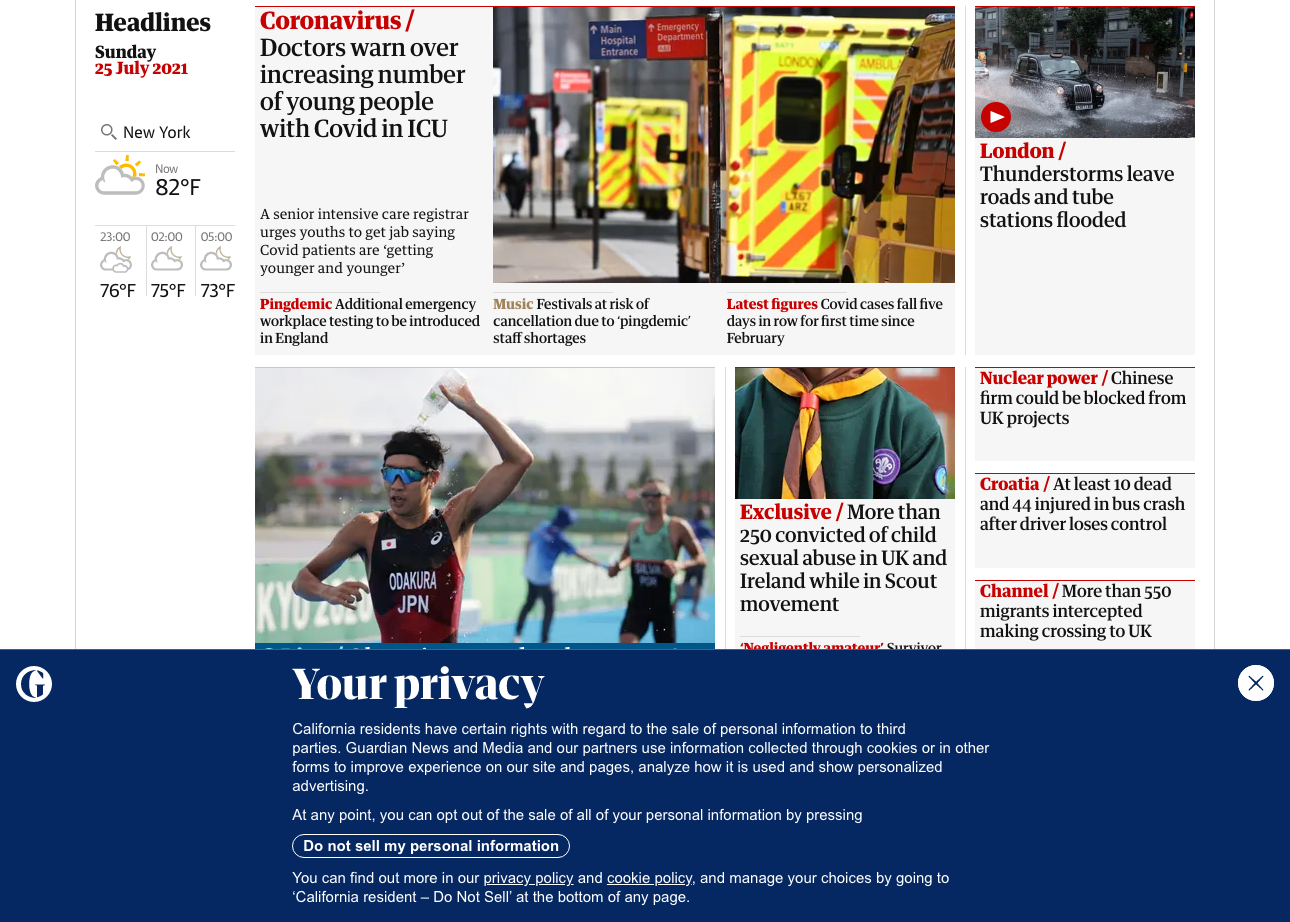 Headlines
Sunday
25 July 2021
New York
Now
82°F
23:00
02:00
05:00
76°F
75°F
73°F
Coronavirus /
Doctors warn over
increasing number
of young people
with Covid in ICU
A senior intensive care registrar
urges youths to get jab saying
Covid patients are ‘getting
younger and younger’
Main
Hospital
Entrance
Emergency
Department
A&E
LONDON
AMBULA
LX67
ARZ
Pingdemic Additional emergency
workplace testing to be introduced
in England
Music Festivals at risk of
cancellation due to ‘pingdemic’
staff shortages
Latest figures Covid cases fall five
days in row for first time since
February
London /
Thunderstorms leave
roads and tube
stations flooded
ODAKURA
JPN
Exclusive / More than
250 convicted of child
sexual abuse in UK and
Ireland while in Scout
movement
‘Negligently amateur’ Survivor
Nuclear power / Chinese
firm could be blocked from
UK projects
Croatia / At least 10 dead
and 44 injured in bus crash
after driver loses control
Channel / More than 550
migrants intercepted
making crossing to UK
Your privacy
California residents have certain rights with regard to the sale of personal information to third
parties. Guardian News and Media and our partners use information collected through cookies or in other
forms to improve experience on our site and pages, analyze how it is used and show personalized
advertising.
At any point, you can opt out of the sale of all of your personal information by pressing
Do not sell my personal information
You can find out more in our privacy policy and cookie policy, and manage your choices by going to
‘California resident – Do Not Sell’ at the bottom of any page.